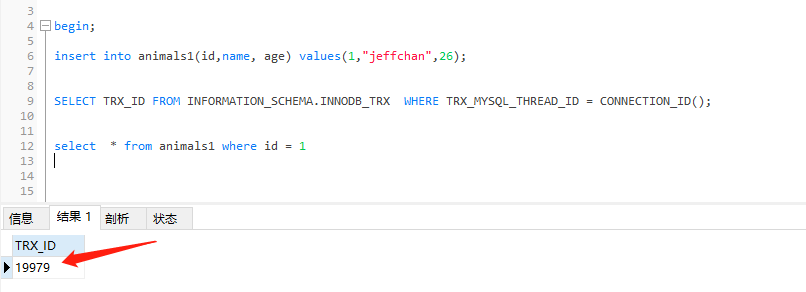 3
4 begin;
5
6 insert into animals1(id,name, age) values(1,"jeffchan",26);
7
8
9 SELECT TRX_ID FROM INFORMATION_SCHEMA.INNODB_TRX  WHERE TRX_MYSQL_THREAD_ID = CONNECTION_ID();
10
11
12 select  * from animals1 where id = 1
13
14
15
信息 结果 1 剖析 状态
TRX_ID
19979